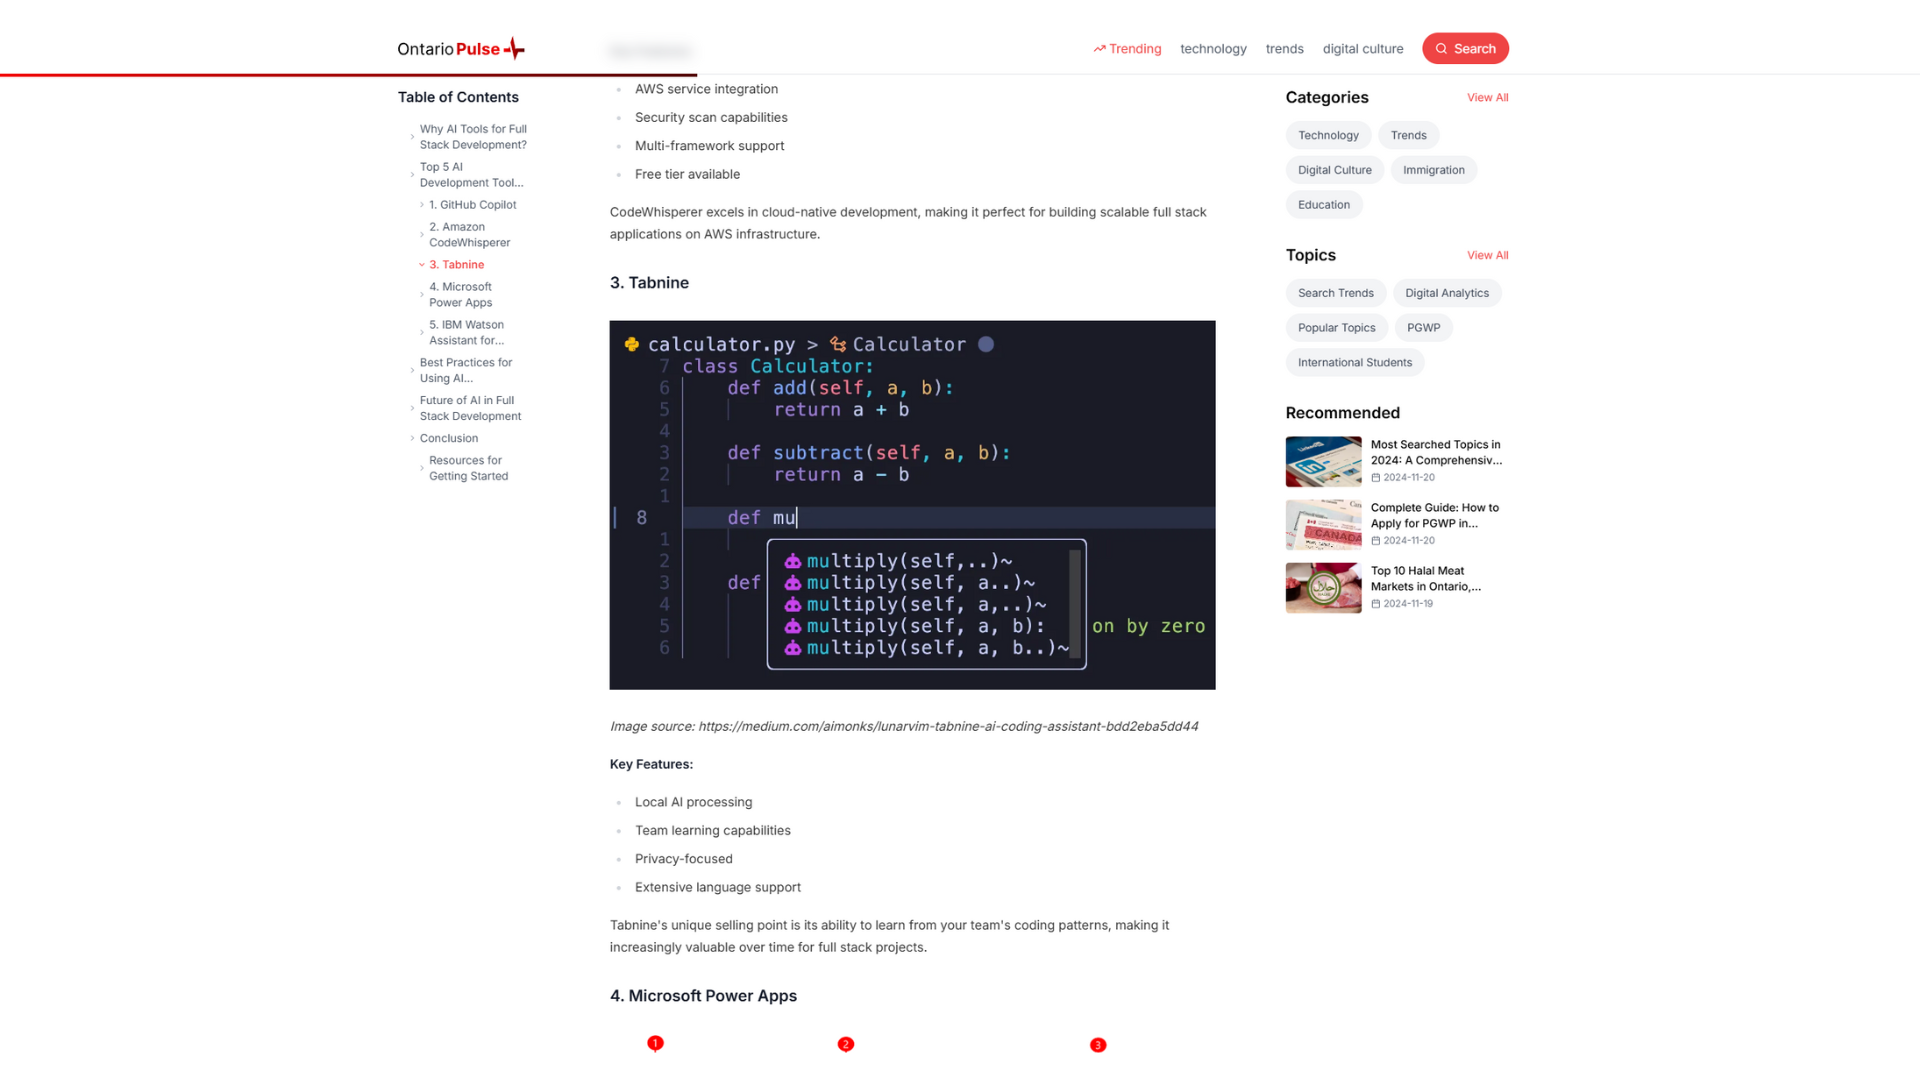 OntarioPulse
Trending
technology
trends
digital culture
Search
Table of Contents
Why AI Tools for Full
Stack Development?
Top 5 AI
Development Tool...
1. GitHub Copilot
2. Amazon
CodeWhisperer
3. Tabnine
4. Microsoft
Power Apps
5. IBM Watson
Assistant for...
Best Practices for
Using AI...
Future of AI in Full
Stack Development
Conclusion
Resources for
Getting Started
AWS service integration
Security scan capabilities
Multi-framework support
Free tier available
CodeWhisperer excels in cloud-native development, making it perfect for building scalable full stack
applications on AWS infrastructure.
3. Tabnine
calculator.py > Calculator
7 class Calculator:
6 def add(self, a, b):
5 return a + b
4
3 def subtract(self, a, b):
2 return a - b
1
8 def mu
1
2 multiply(self,..)~
3 def multiply(self, a..)~
4 multiply(self, a,..)~
5 multiply(self, a, b): on by zero
6 multiply(self, a, b..)~
Image source: https://medium.com/aimonks/lunarvim-tabnine-ai-coding-assistant-bdd2eba5dd44
Key Features:
Local AI processing
Team learning capabilities
Privacy-focused
Extensive language support
Tabnine's unique selling point is its ability to learn from your team's coding patterns, making it
increasingly valuable over time for full stack projects.
4. Microsoft Power Apps
1
2
3
Categories
View All
Technology
Trends
Digital Culture
Immigration
Education
Topics
View All
Search Trends
Digital Analytics
Popular Topics
PGWP
International Students
Recommended
Most Searched Topics in
2024: A Comprehensiv...
2024-11-20
Complete Guide: How to
Apply for PGWP in...
2024-11-20
CANADA
Top 10 Halal Meat
Markets in Ontario,...
2024-11-19